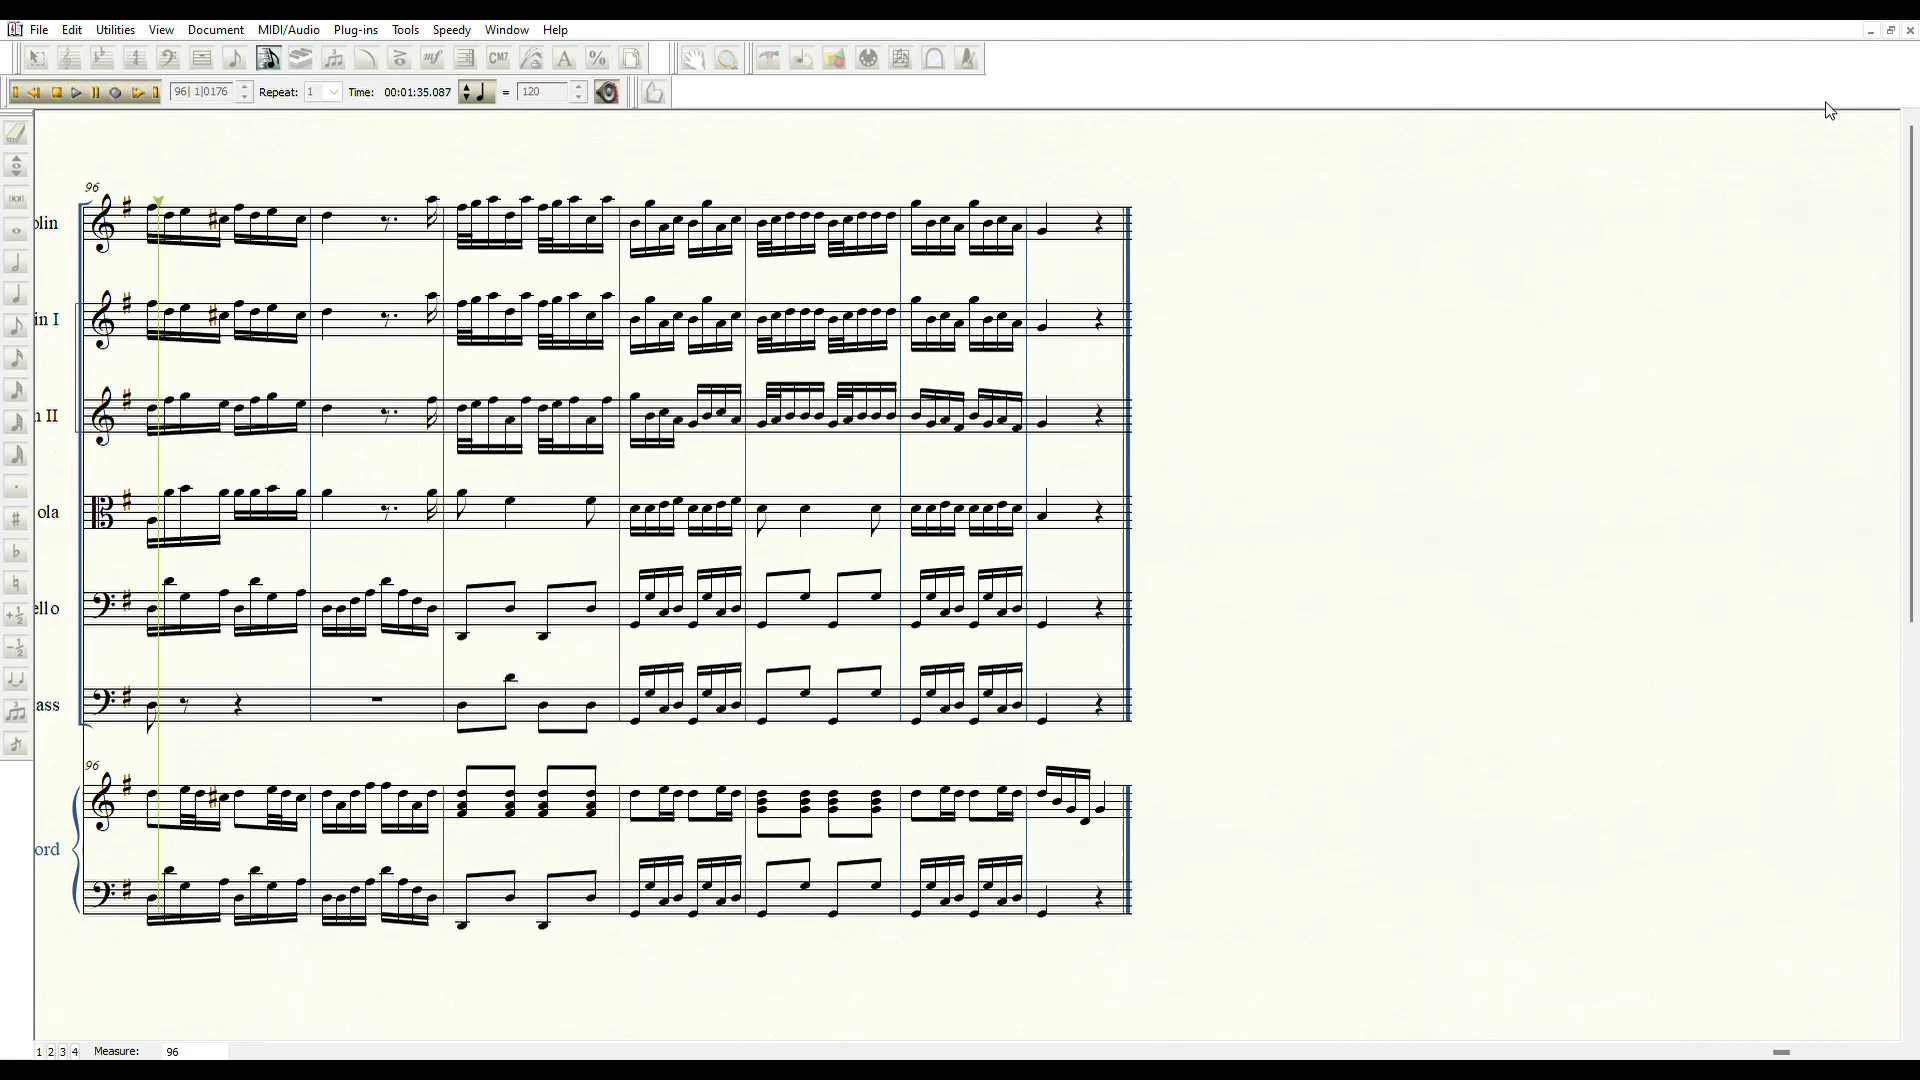 File Edit Utilities View Document MIDI/Audio Plug-ins Tools Speedy Window Help
mf CM7 A %
96| 1|0176 Repeat: 1 Time: 00:01:35.087 = 120
96
olin
in I
n II
ola
ello
ass
96
ord
1 2 3 4 Measure: 96